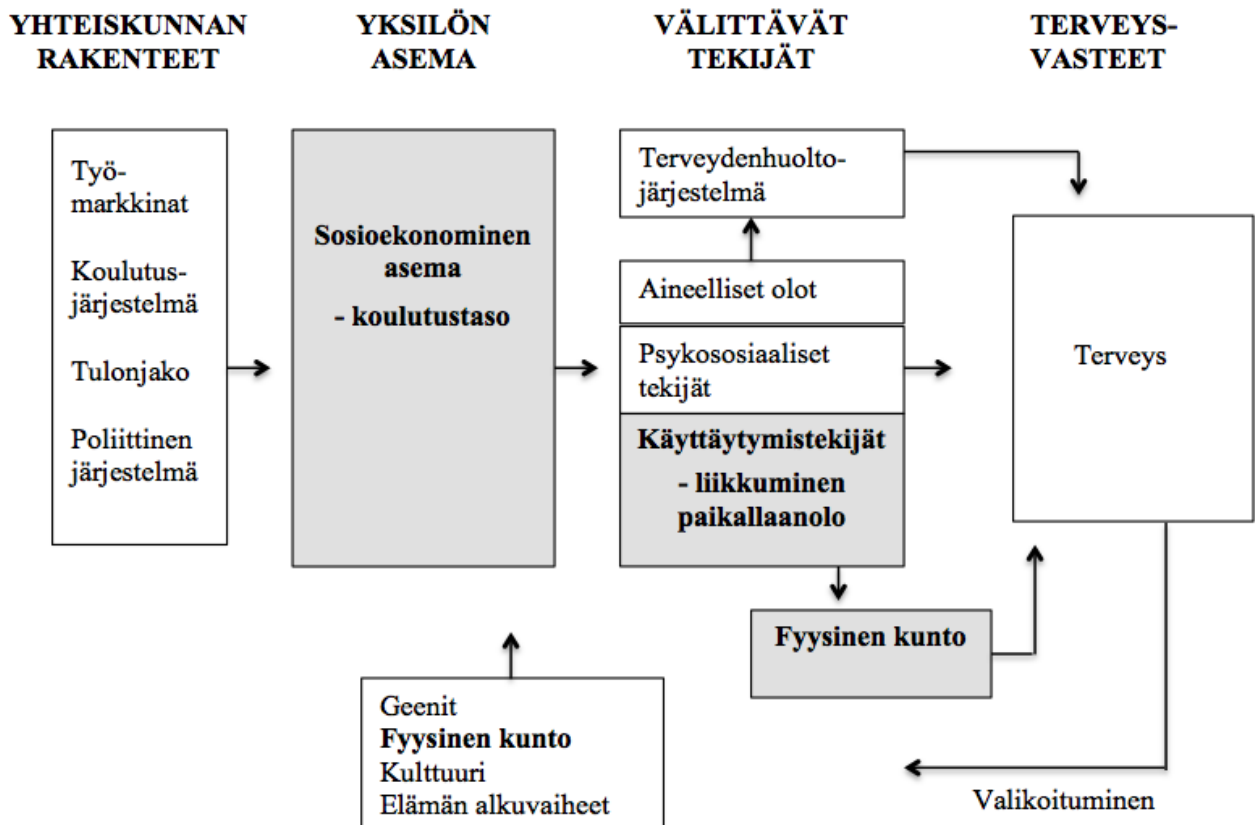 YHTEISKUNNAN
RAKENTEET
YKSILÖN
ASEMA
VÄLITTÄVÄT
TEKIJÄT
TERVEYS-
VASTEET
Työ-
markkinat
Koulutus-
järjestelmä
Tulonjako
Poliittinen
järjestelmä
Sosioekonominen
asema
- koulutustaso
Terveydenhuolto-
järjestelmä
Aineelliset olot
Psykososiaaliset
tekijät
Käyttäytymistekijät
- liikkuminen
paikallaanolo
Terveys
Fyysinen kunto
Geenit
Fyysinen kunto
Kulttuuri
Elämän alkuvaiheet
Valikoituminen